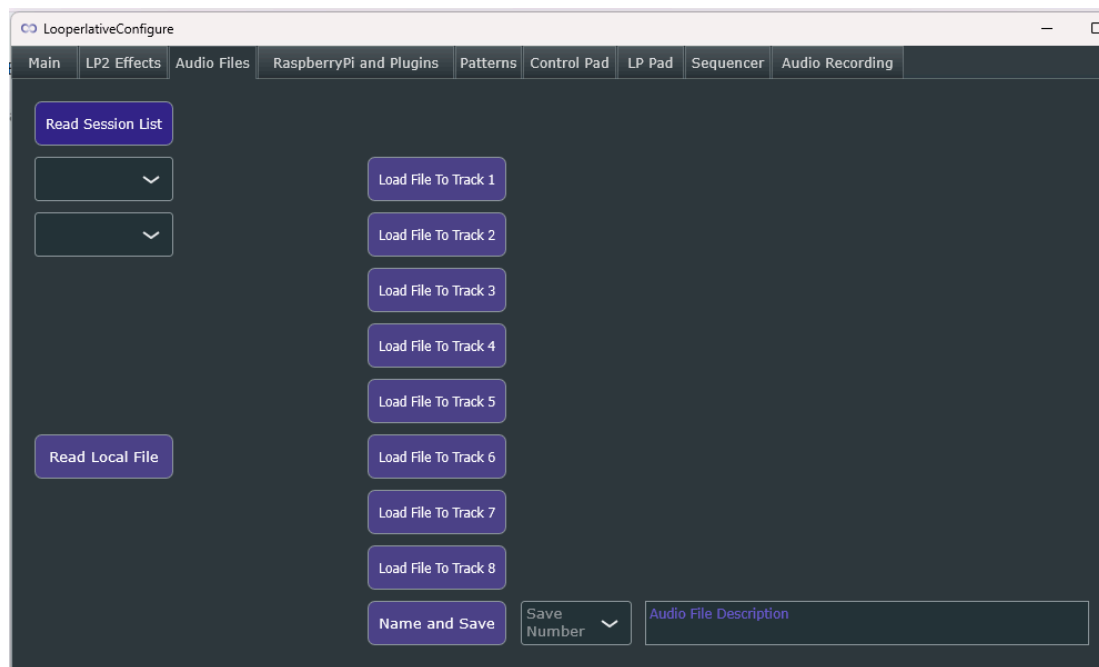 LooperlativeConfigure
Main LP2 Effects Audio Files RaspberryPi and Plugins Patterns Control Pad LP Pad Sequencer Audio Recording
Read Session List
Load File To Track 1
Load File To Track 2
Load File To Track 3
Load File To Track 4
Load File To Track 5
Read Local File
Load File To Track 6
Load File To Track 7
Load File To Track 8
Name and Save
Save
Number
Audio File Description